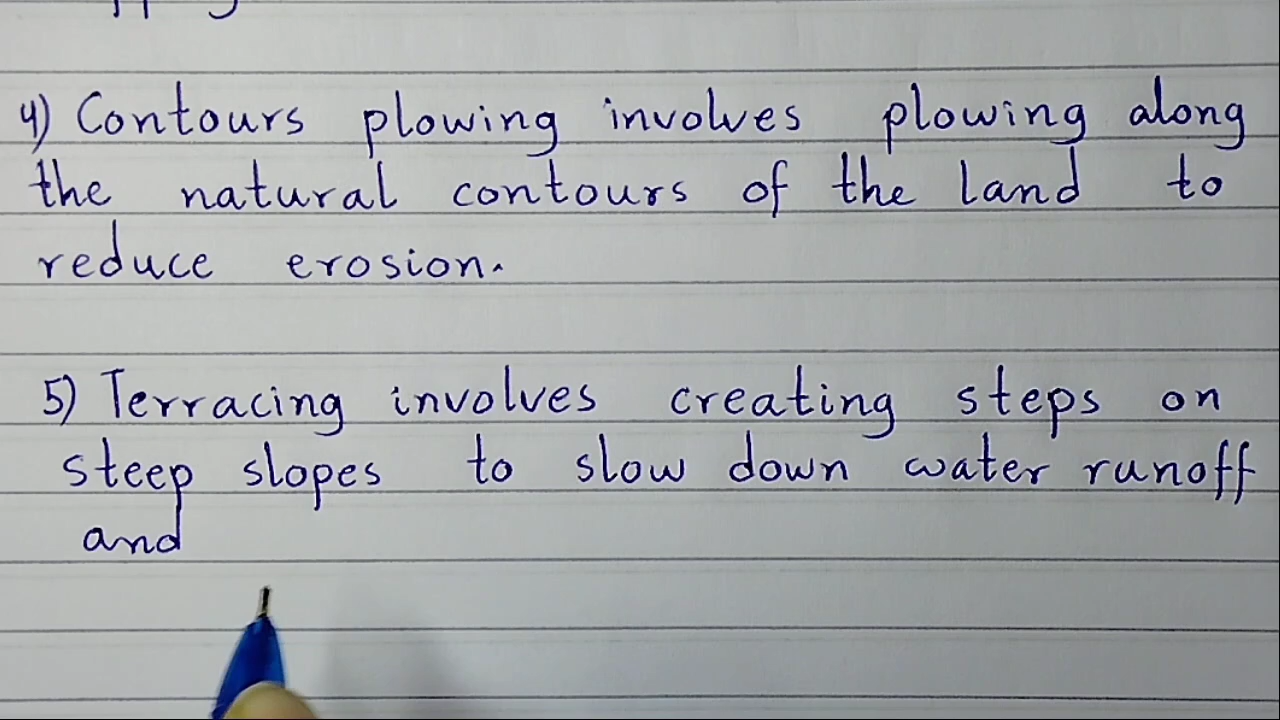 4) Contours plowing involves plowing along
the natural contours of the land to
reduce erosion.
5) Terracing involves creating steps on
steep slopes to slow down water runoff
and